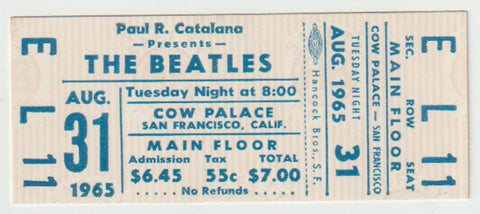 E
L
11
AUG.
31
1965
Paul R. Catalana
Presents
THE BEATLES
Tuesday Night at 8:00
COW PALACE
SAN FRANCISCO, CALIF.
MAIN FLOOR
Admission Tax TOTAL
$6.45 55c $7.00
No Refunds
Hancock Bros., S. F.
TUESDAY NIGHT
AUG. 1965
31
COW PALACE — SAN FRANCISCO
MAIN FLOOR
SEC. ROW SEAT
E L 11